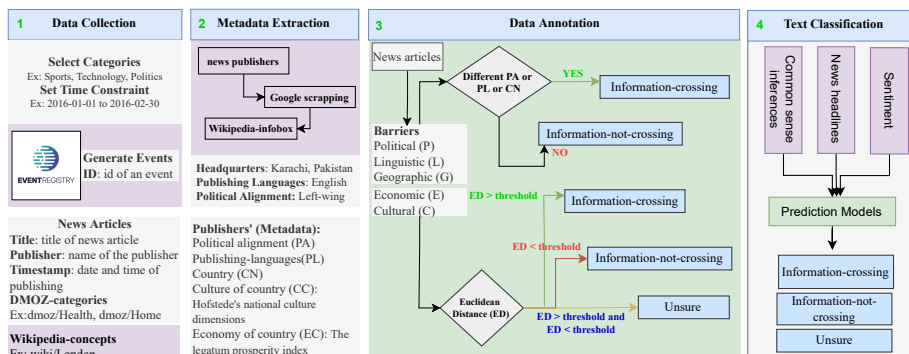 1 Data Collection
Select Categories
Ex: Sports, Technology, Politics
Set Time Constraint
Ex: 2016-01-01 to 2016-02-30
EVENTREGISTRY
Generate Events
ID: id of an event
News Articles
Title: title of news article
Publisher: name of the publisher
Timestamp: date and time of
publishing
DMOZ-categories
Ex:dmoz/Health, dmoz/Home
Wikipedia-concepts
Ex: wiki/London
2 Metadata Extraction
news publishers
Google scrapping
Wikipedia-infobox
Headquarters: Karachi, Pakistan
Publishing Languages: English
Political Alignment: Left-wing
Publishers' (Metadata):
Political alignment (PA)
Publishing-languages(PL)
Country (CN)
Culture of country (CC):
Hofstede's national culture
dimensions
Economy of country (EC): The
legatum prosperity index
3 Data Annotation
News articles
Different PA or
PL or CN
YES
Information-crossing
Information-not-crossing
NO
Barriers
Political (P)
Linguistic (L)
Geographic (G)
Economic (E)
Cultural (C)
ED > threshold
Information-crossing
ED < threshold
Information-not-crossing
Euclidean
Distance (ED)
Unsure
ED > threshold and
ED < threshold
4 Text Classification
Common sense
inferences
News headlines
Sentiment
Prediction Models
Information-crossing
Information-not-
crossing
Unsure